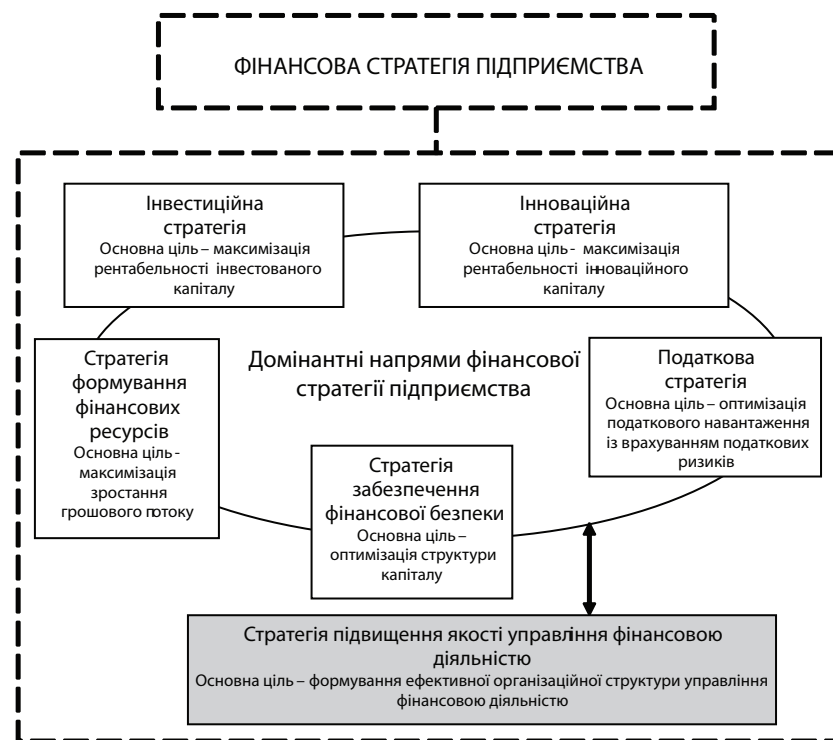 ФІНАНСОВА СТРАТЕГІЯ ПІДПРИЄМСТВА
Інвестиційна
стратегія
Основна ціль – максимізація
рентабельності інвестованого
капіталу
Інноваційна
стратегія
Основна ціль - максимізація
рентабельності інноваційного
капіталу
Стратегія
формування
фінансових
ресурсів
Основна ціль -
максимізація
зростання
грошового потоку
Домінантні напрями фінансової
стратегії підприємства
Податкова
стратегія
Основна ціль – оптимізація
податкового навантаження
із врахуванням податкових
ризиків
Стратегія
забезпечення
фінансової безпеки
Основна ціль –
оптимізація структури
капіталу
Стратегія підвищення якості управління фінансовою
діяльністю
Основна ціль – формування ефективної організаційної структури управління
фінансовою діяльністю